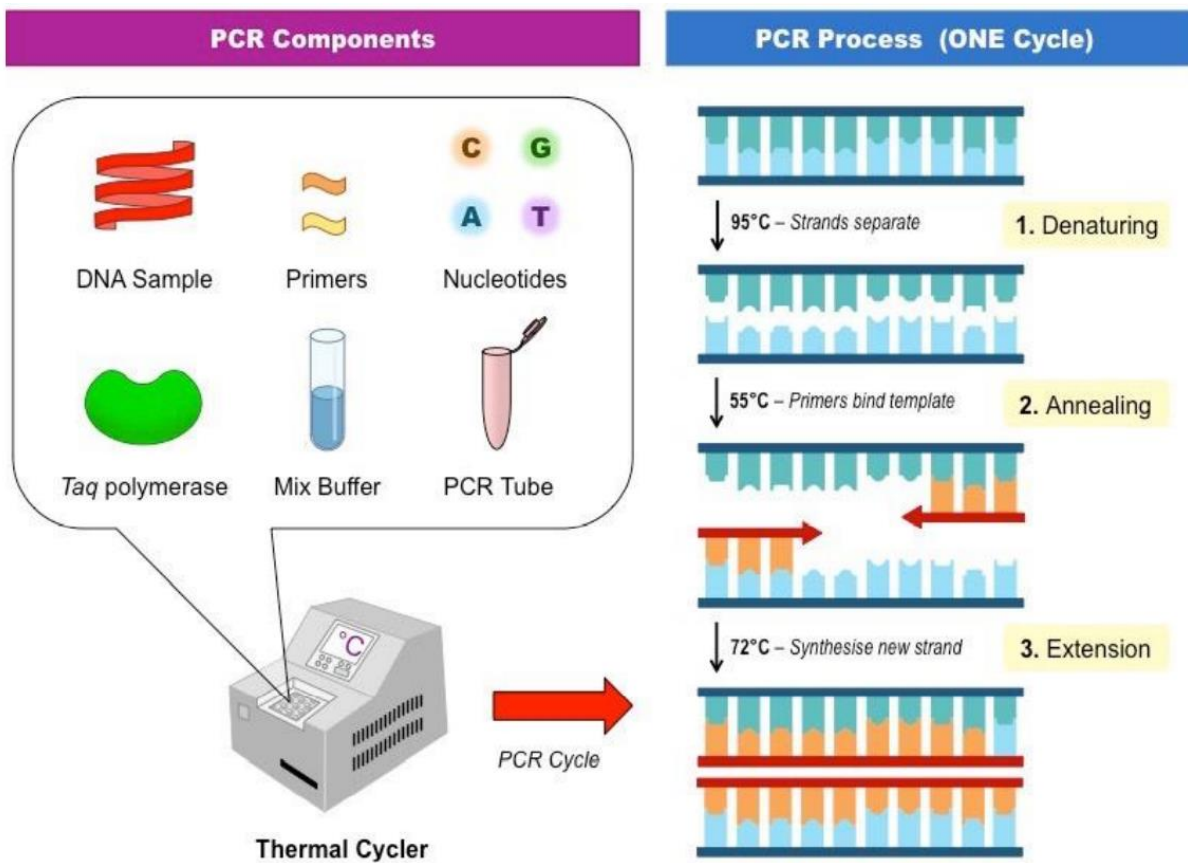 PCR Components
C G
A T
DNA Sample Primers Nucleotides
Taq polymerase Mix Buffer PCR Tube
°C
PCR Cycle
Thermal Cycler
PCR Process (ONE Cycle)
95°C – Strands separate
1. Denaturing
55°C – Primers bind template
2. Annealing
72°C – Synthesise new strand
3. Extension